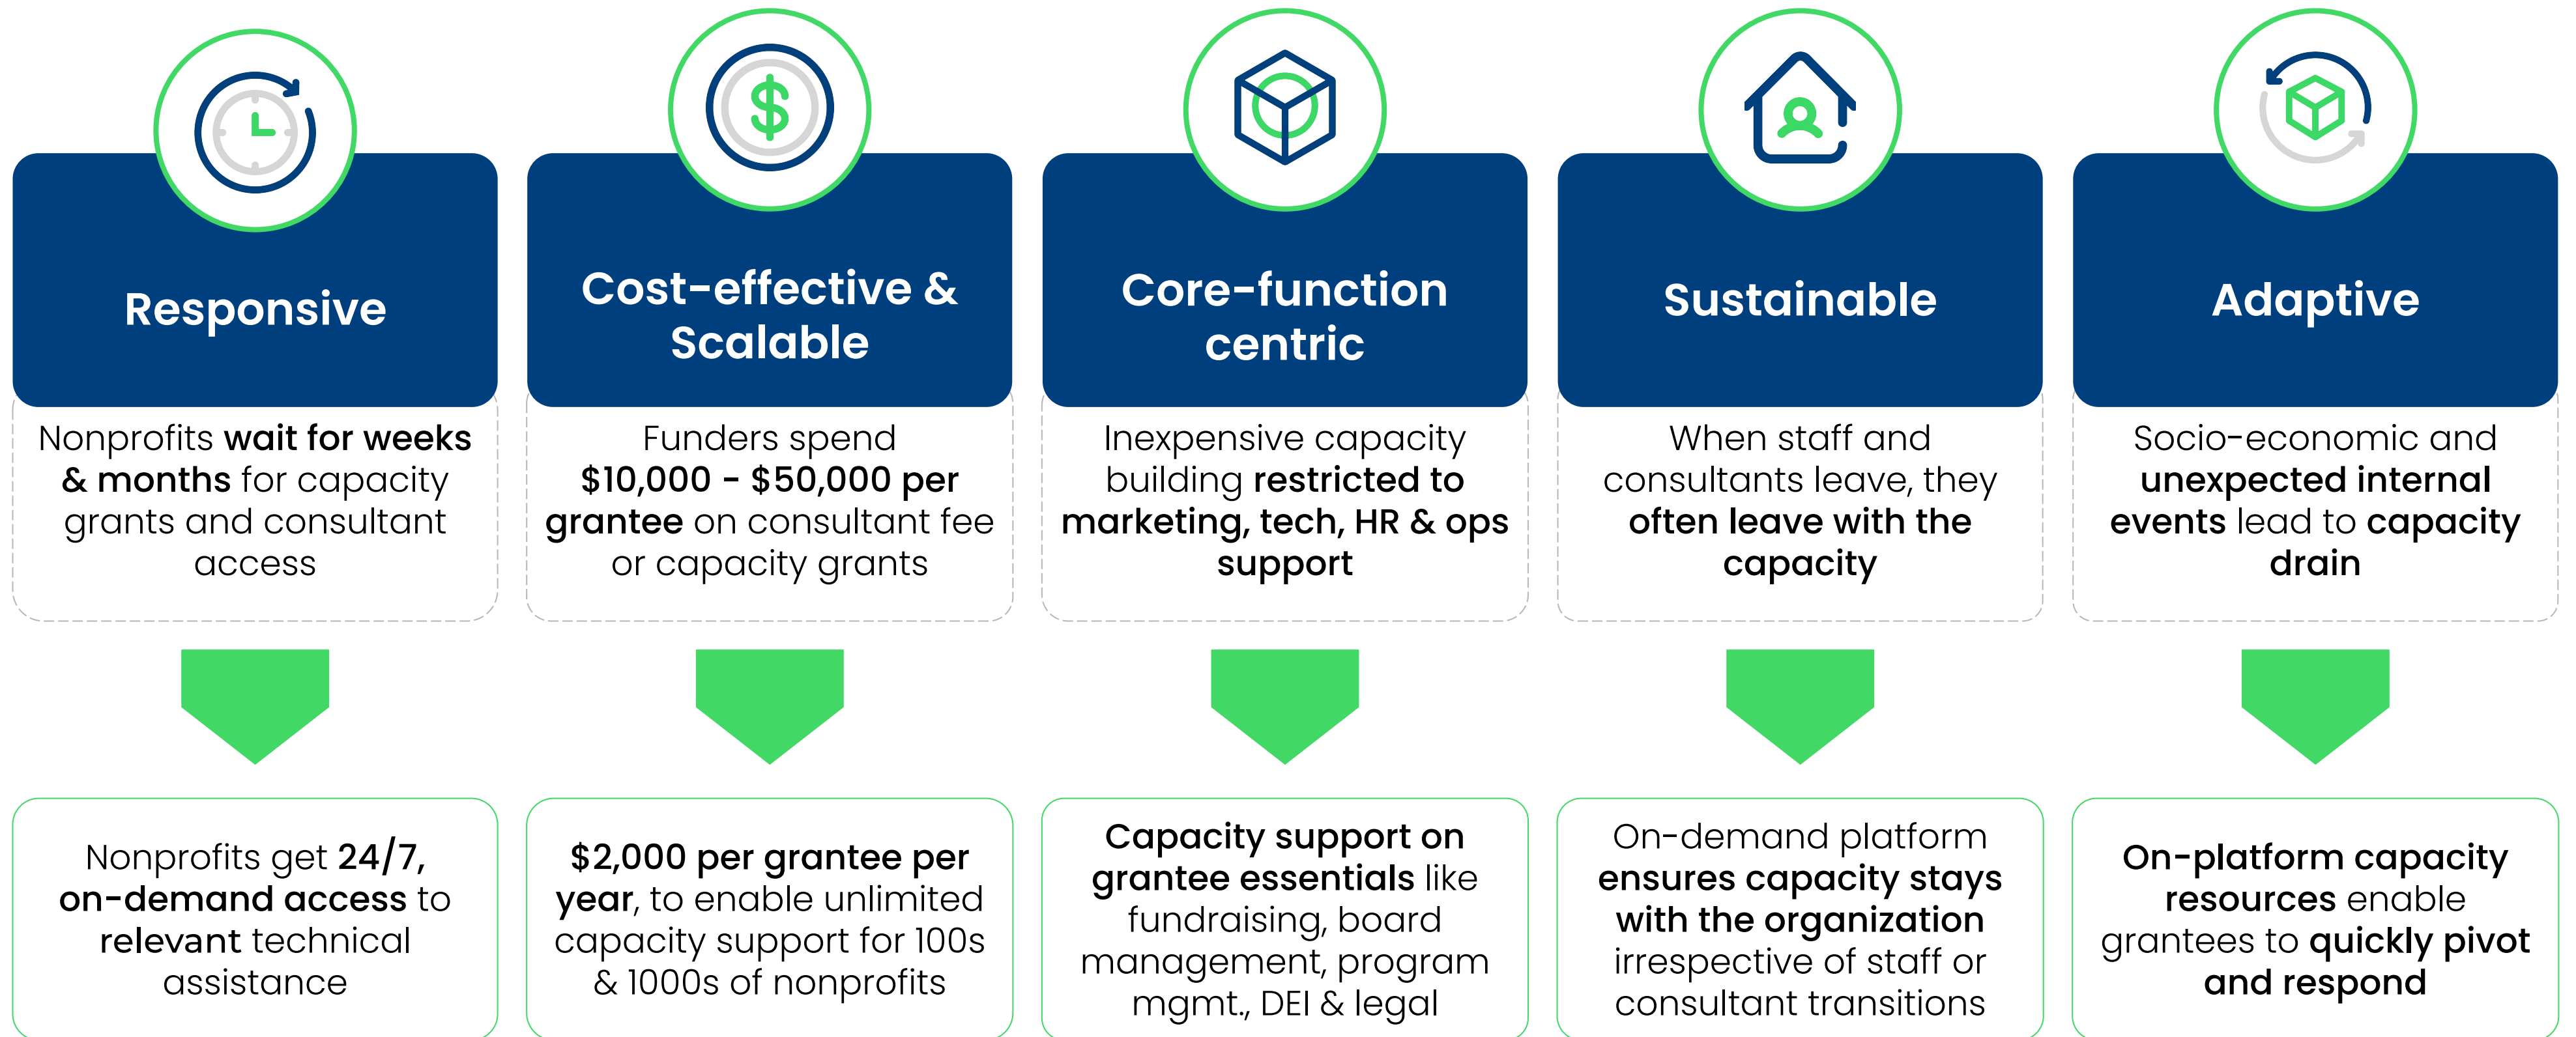 Responsive
Nonprofits wait for weeks
& months for capacity
grants and consultant
access
Nonprofits get 24/7,
on-demand access to
relevant technical
assistance
Cost-effective &
Scalable
Funders spend
$10,000 - $50,000 per
grantee on consultant fee
or capacity grants
$2,000 per grantee per
year, to enable unlimited
capacity support for 100s
& 1000s of nonprofits
Core-function
centric
Inexpensive capacity
building restricted to
marketing, tech, HR & ops
support
Capacity support on
grantee essentials like
fundraising, board
management, program
mgmt., DEI & legal
Sustainable
When staff and
consultants leave, they
often leave with the
capacity
On-demand platform
ensures capacity stays
with the organization
irrespective of staff or
consultant transitions
Adaptive
Socio-economic and
unexpected internal
events lead to capacity
drain
On-platform capacity
resources enable
grantees to quickly pivot
and respond